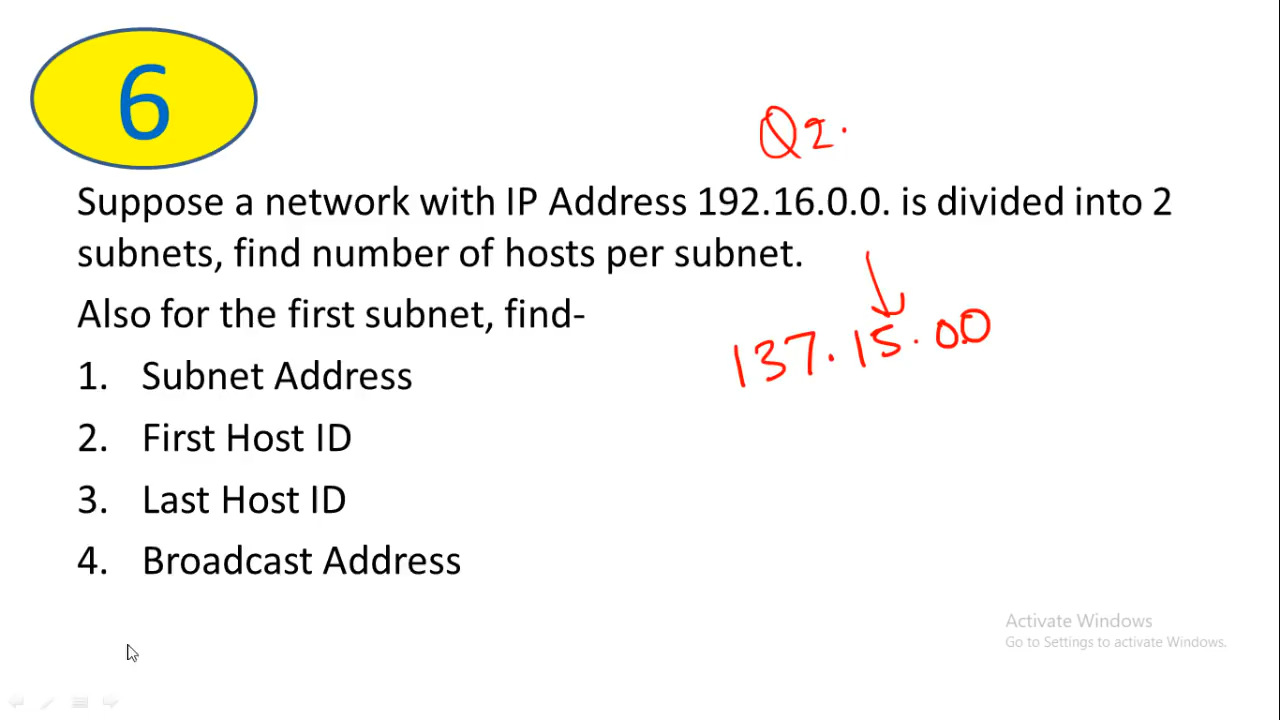 6
Q2.
Suppose a network with IP Address 192.16.0.0. is divided into 2
subnets, find number of hosts per subnet.
Also for the first subnet, find-
137.15.0.0
1. Subnet Address
2. First Host ID
3. Last Host ID
4. Broadcast Address
Activate Windows
Go to Settings to activate Windows.